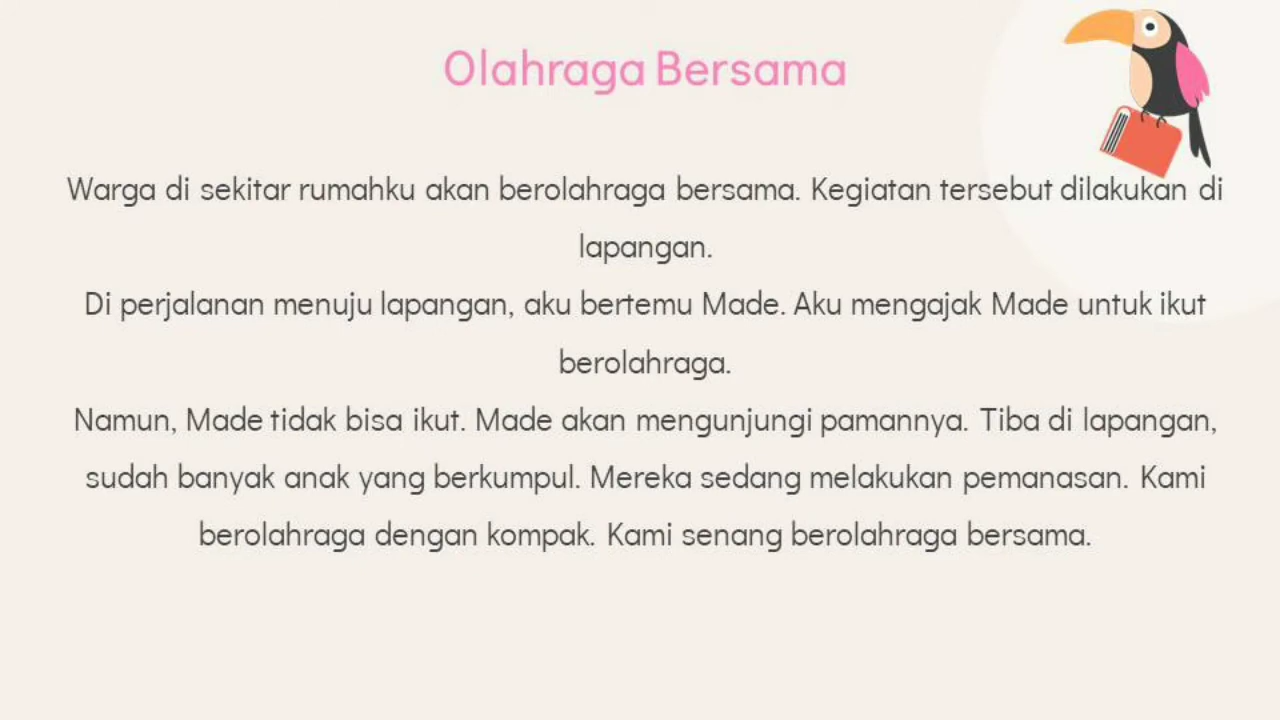 Olahraga Bersama
Warga di sekitar rumahku akan berolahraga bersama. Kegiatan tersebut dilakukan di
lapangan.
Di perjalanan menuju lapangan, aku bertemu Made. Aku mengajak Made untuk ikut
berolahraga.
Namun, Made tidak bisa ikut. Made akan mengunjungi pamannya. Tiba di lapangan,
sudah banyak anak yang berkumpul. Mereka sedang melakukan pemanasan. Kami
berolahraga dengan kompak. Kami senang berolahraga bersama.